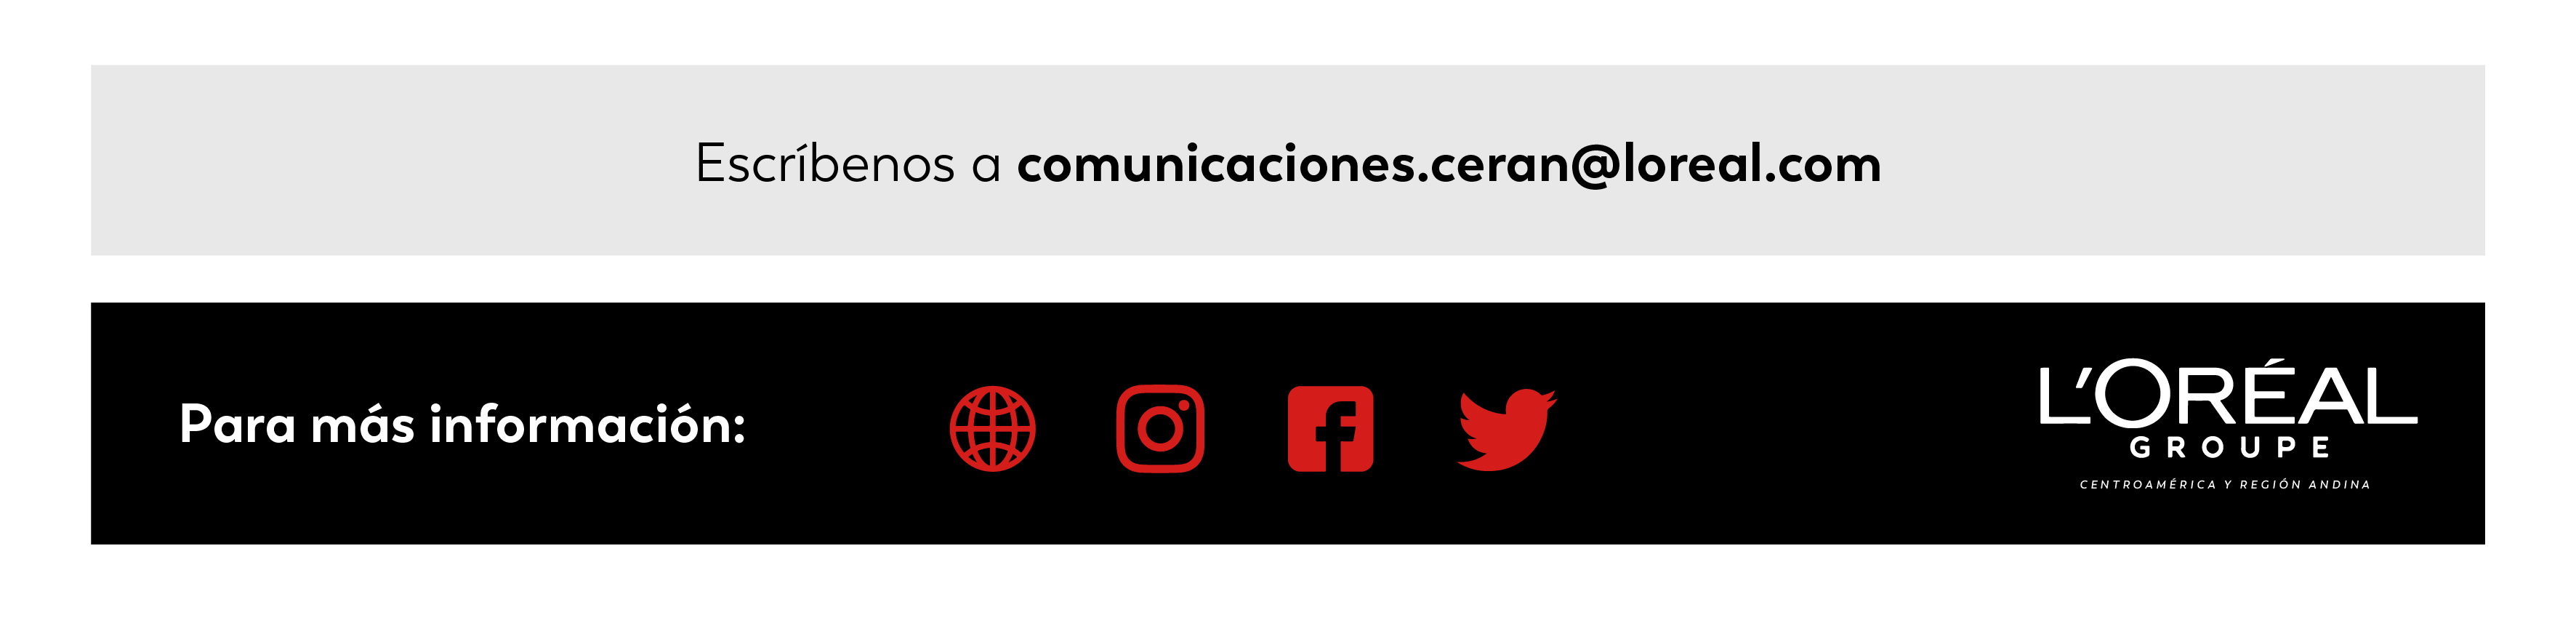 Escríbenos a comunicaciones.ceran@loreal.com
Para más información:
L'ORÉAL
GROUPE
CENTROAMÉRICA Y REGIÓN ANDINA